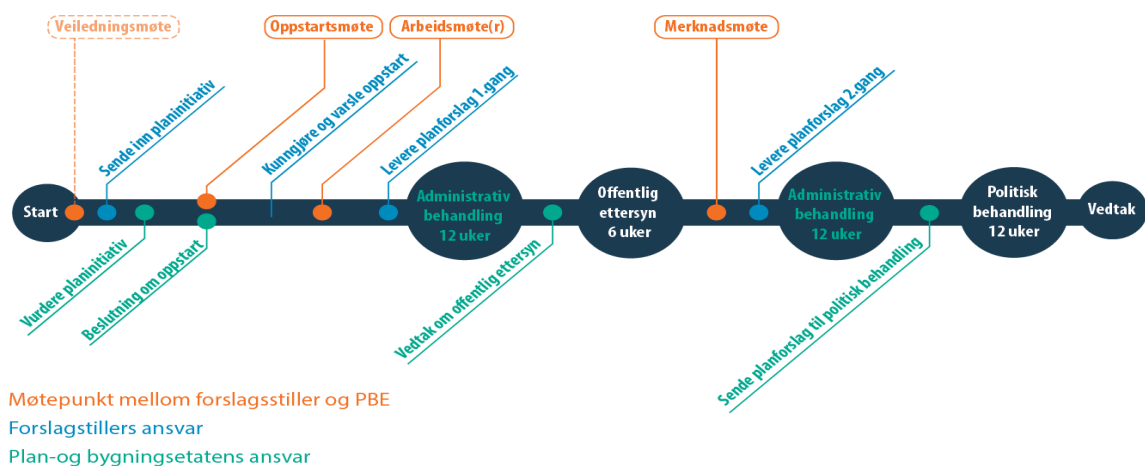 Veiledningsmøte
Oppstartsmøte
Arbeidsmøte(r)
Merknadsmøte
Sende inn planinitiativ
Kunngjøre og varsle oppstart
Levere planforslag 1.gang
Levere planforslag 2.gang
Start
Administrativ
behandling
12 uker
Offentlig
ettersyn
6 uker
Administrativ
behandling
12 uker
Politisk
behandling
12 uker
Vedtak
Vurdere planinitiativ
Beslutning om oppstart
Vedtak om offentlig ettersyn
Sende planforslag til politisk behandling
Møtepunkt mellom forslagsstiller og PBE
Forslagstillers ansvar
Plan-og bygningsetatens ansvar